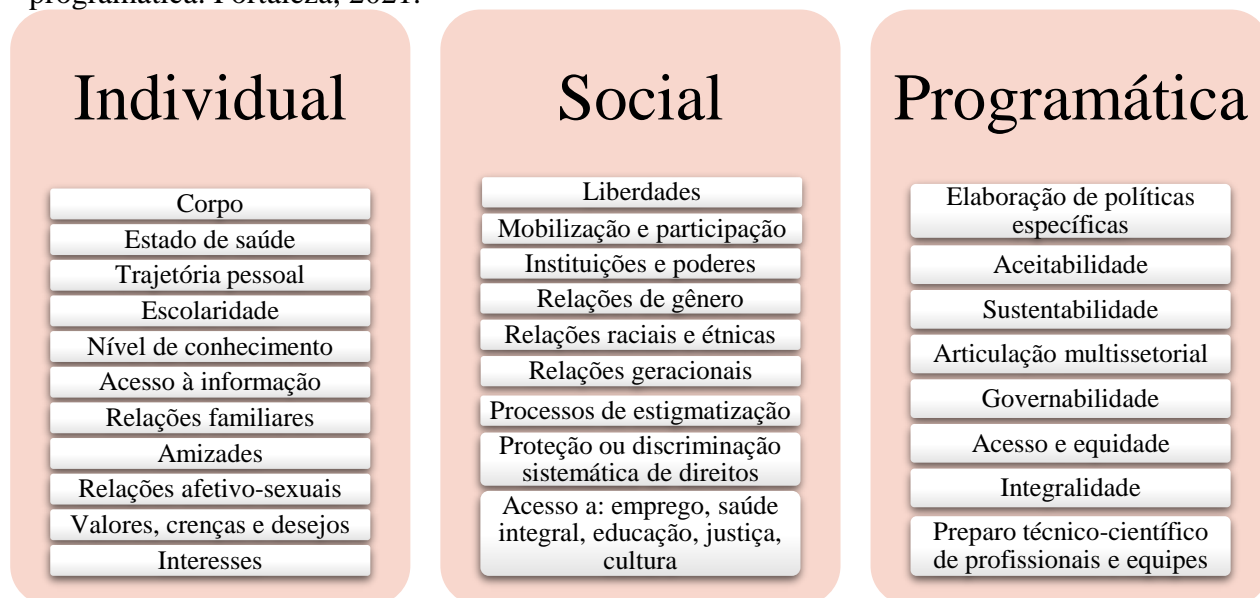 programática. Fortaleza, 2021.
Individual
Corpo
Estado de saúde
Trajetória pessoal
Escolaridade
Nível de conhecimento
Acesso à informação
Relações familiares
Amizades
Relações afetivo-sexuais
Valores, crenças e desejos
Interesses
Social
Liberdades
Mobilização e participação
Instituições e poderes
Relações de gênero
Relações raciais e étnicas
Relações geracionais
Processos de estigmatização
Proteção ou discriminação
sistemática de direitos
Acesso a: emprego, saúde
integral, educação, justiça,
cultura
Programática
Elaboração de políticas
específicas
Aceitabilidade
Sustentabilidade
Articulação multissetorial
Governabilidade
Acesso e equidade
Integralidade
Preparo técnico-científico
de profissionais e equipes